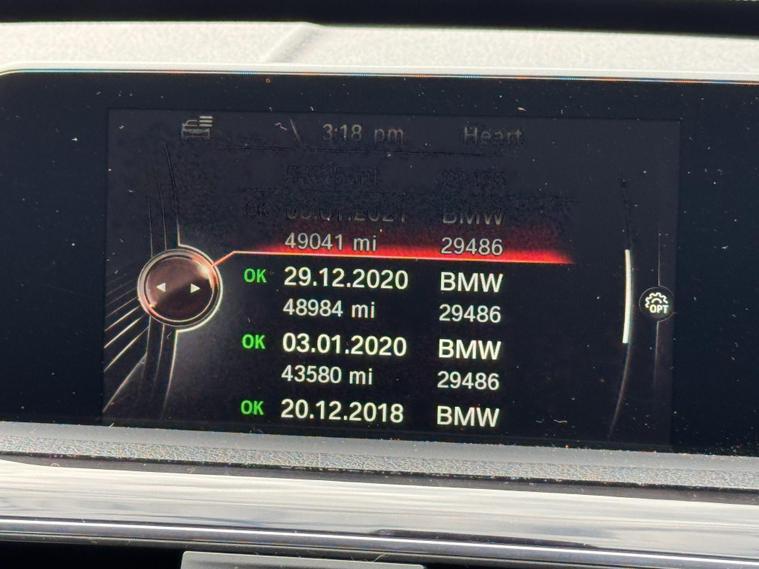 3:18 pm Heart
BMW
49041 mi 29486
OK 29.12.2020 BMW
48984 mi 29486
OK 03.01.2020 BMW
43580 mi 29486
OK 20.12.2018 BMW
OPT